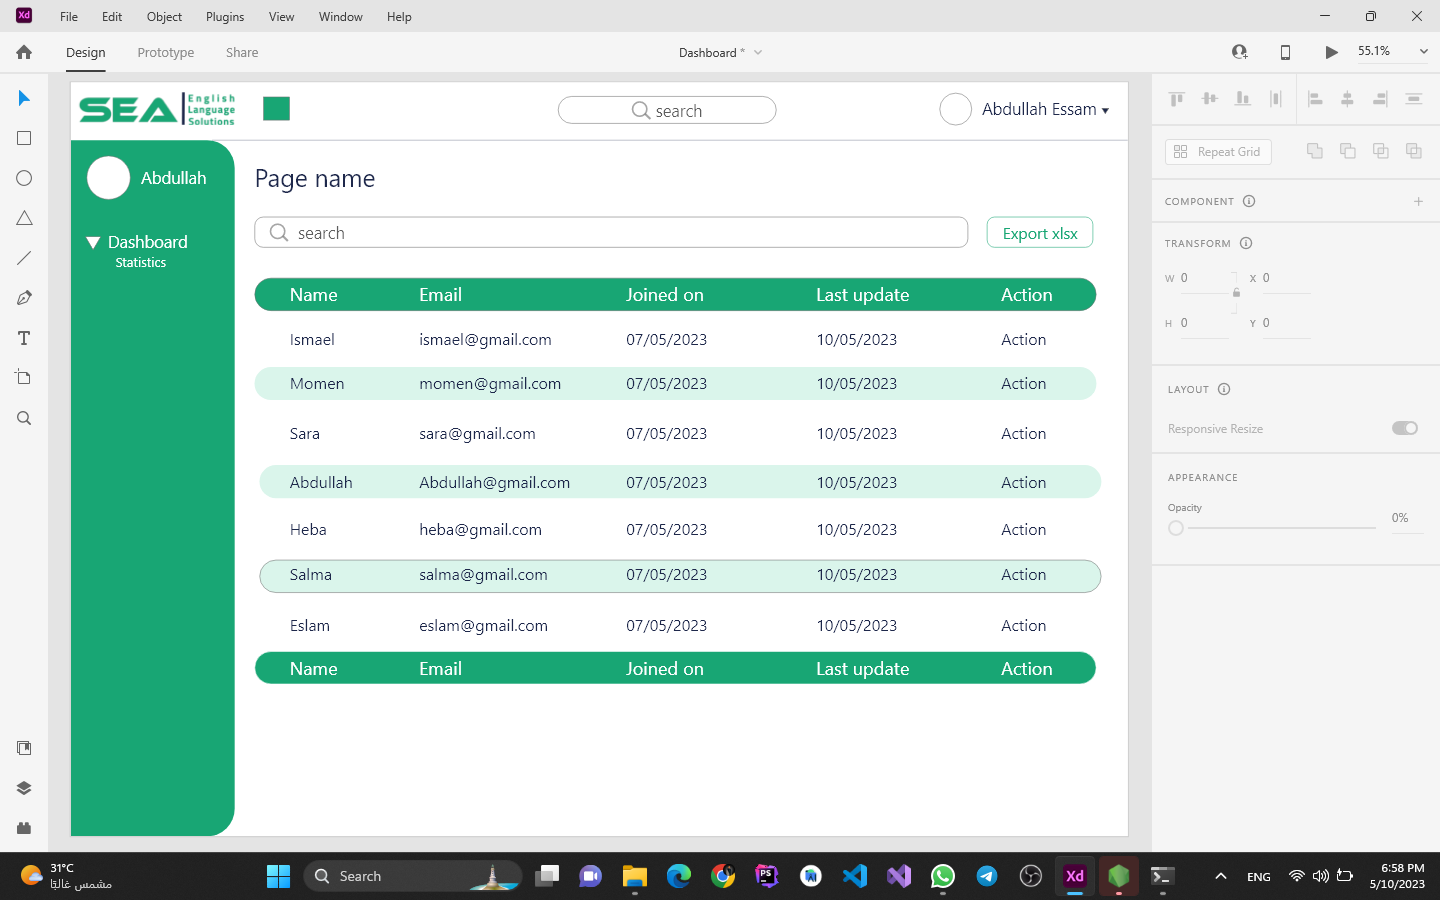 Xd File Edit Object Plugins View Window Help
Design Prototype Share Dashboard * 55.1%
SEA English Language Solutions
search
Abdullah Essam
Abdullah
Dashboard
Statistics
Page name
search Export xlsx
Name Email Joined on Last update Action
Ismael ismael@gmail.com 07/05/2023 10/05/2023 Action
Momen momen@gmail.com 07/05/2023 10/05/2023 Action
Sara sara@gmail.com 07/05/2023 10/05/2023 Action
Abdullah Abdullah@gmail.com 07/05/2023 10/05/2023 Action
Heba heba@gmail.com 07/05/2023 10/05/2023 Action
Salma salma@gmail.com 07/05/2023 10/05/2023 Action
Eslam eslam@gmail.com 07/05/2023 10/05/2023 Action
Name Email Joined on Last update Action
Repeat Grid
COMPONENT
TRANSFORM
W 0 X 0
H 0 Y 0
LAYOUT
Responsive Resize
APPEARANCE
Opacity
0%
31°C
مشمس غالبًا
Search
PS
Xd
ENG
6:58 PM
5/10/2023